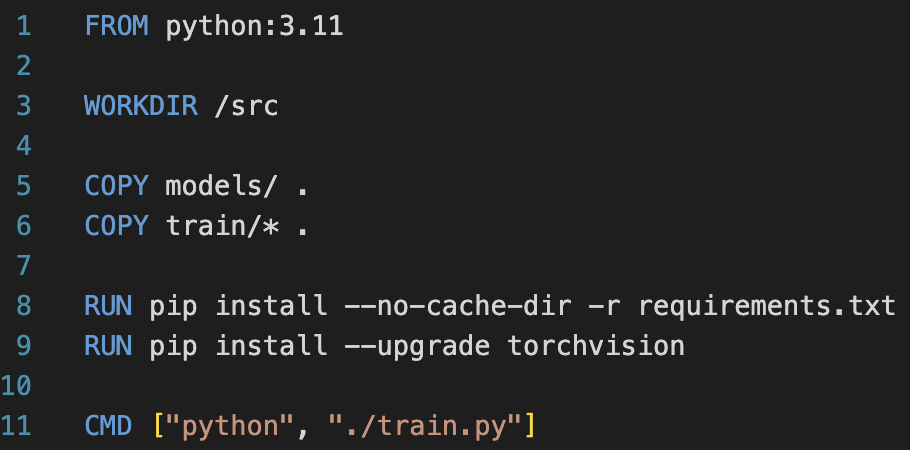 1 FROM python:3.11
2
3 WORKDIR /src
4
5 COPY models/ .
6 COPY train/* .
7
8 RUN pip install --no-cache-dir -r requirements.txt
9 RUN pip install --upgrade torchvision
10
11 CMD ["python", "./train.py"]